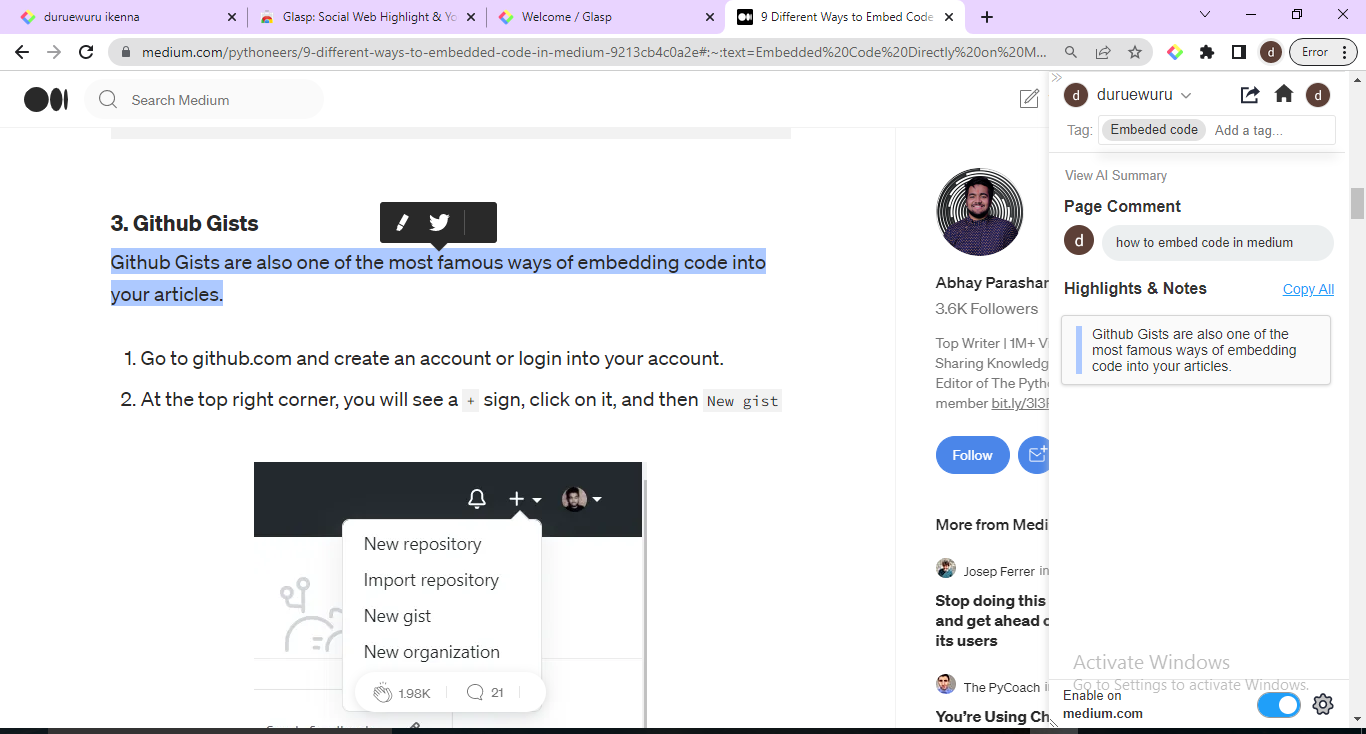 duruewuru ikenna
Glasp: Social Web Highlight & Yo
Welcome / Glasp
9 Different Ways to Embed Code
medium.com/pythoneers/9-different-ways-to-embedded-code-in-medium-9213cb4c0a2e#:~:text=Embedded%20Code%20Directly%20on%20M...
d
Error
Search Medium
3. Github Gists
Github Gists are also one of the most famous ways of embedding code into
your articles.
1. Go to github.com and create an account or login into your account.
2. At the top right corner, you will see a + sign, click on it, and then New gist
New repository
Import repository
New gist
New organization
1.98K
21
Abhay Parashar
3.6K Followers
Top Writer | 1M+ V
Sharing Knowledg
Editor of The Pyth
member bit.ly/3l3F
Follow
More from Medi
Josep Ferrer in
Stop doing this
and get ahead o
its users
The PyCoach i
You're Using Ch
d
duruewuru
d
Tag:
Embeded code
Add a tag...
View AI Summary
Page Comment
d
how to embed code in medium
Highlights & Notes
Copy All
Github Gists are also one of the
most famous ways of embedding
code into your articles.
Activate Windows
Go to Settings to activate Windows.
Enable on
medium.com